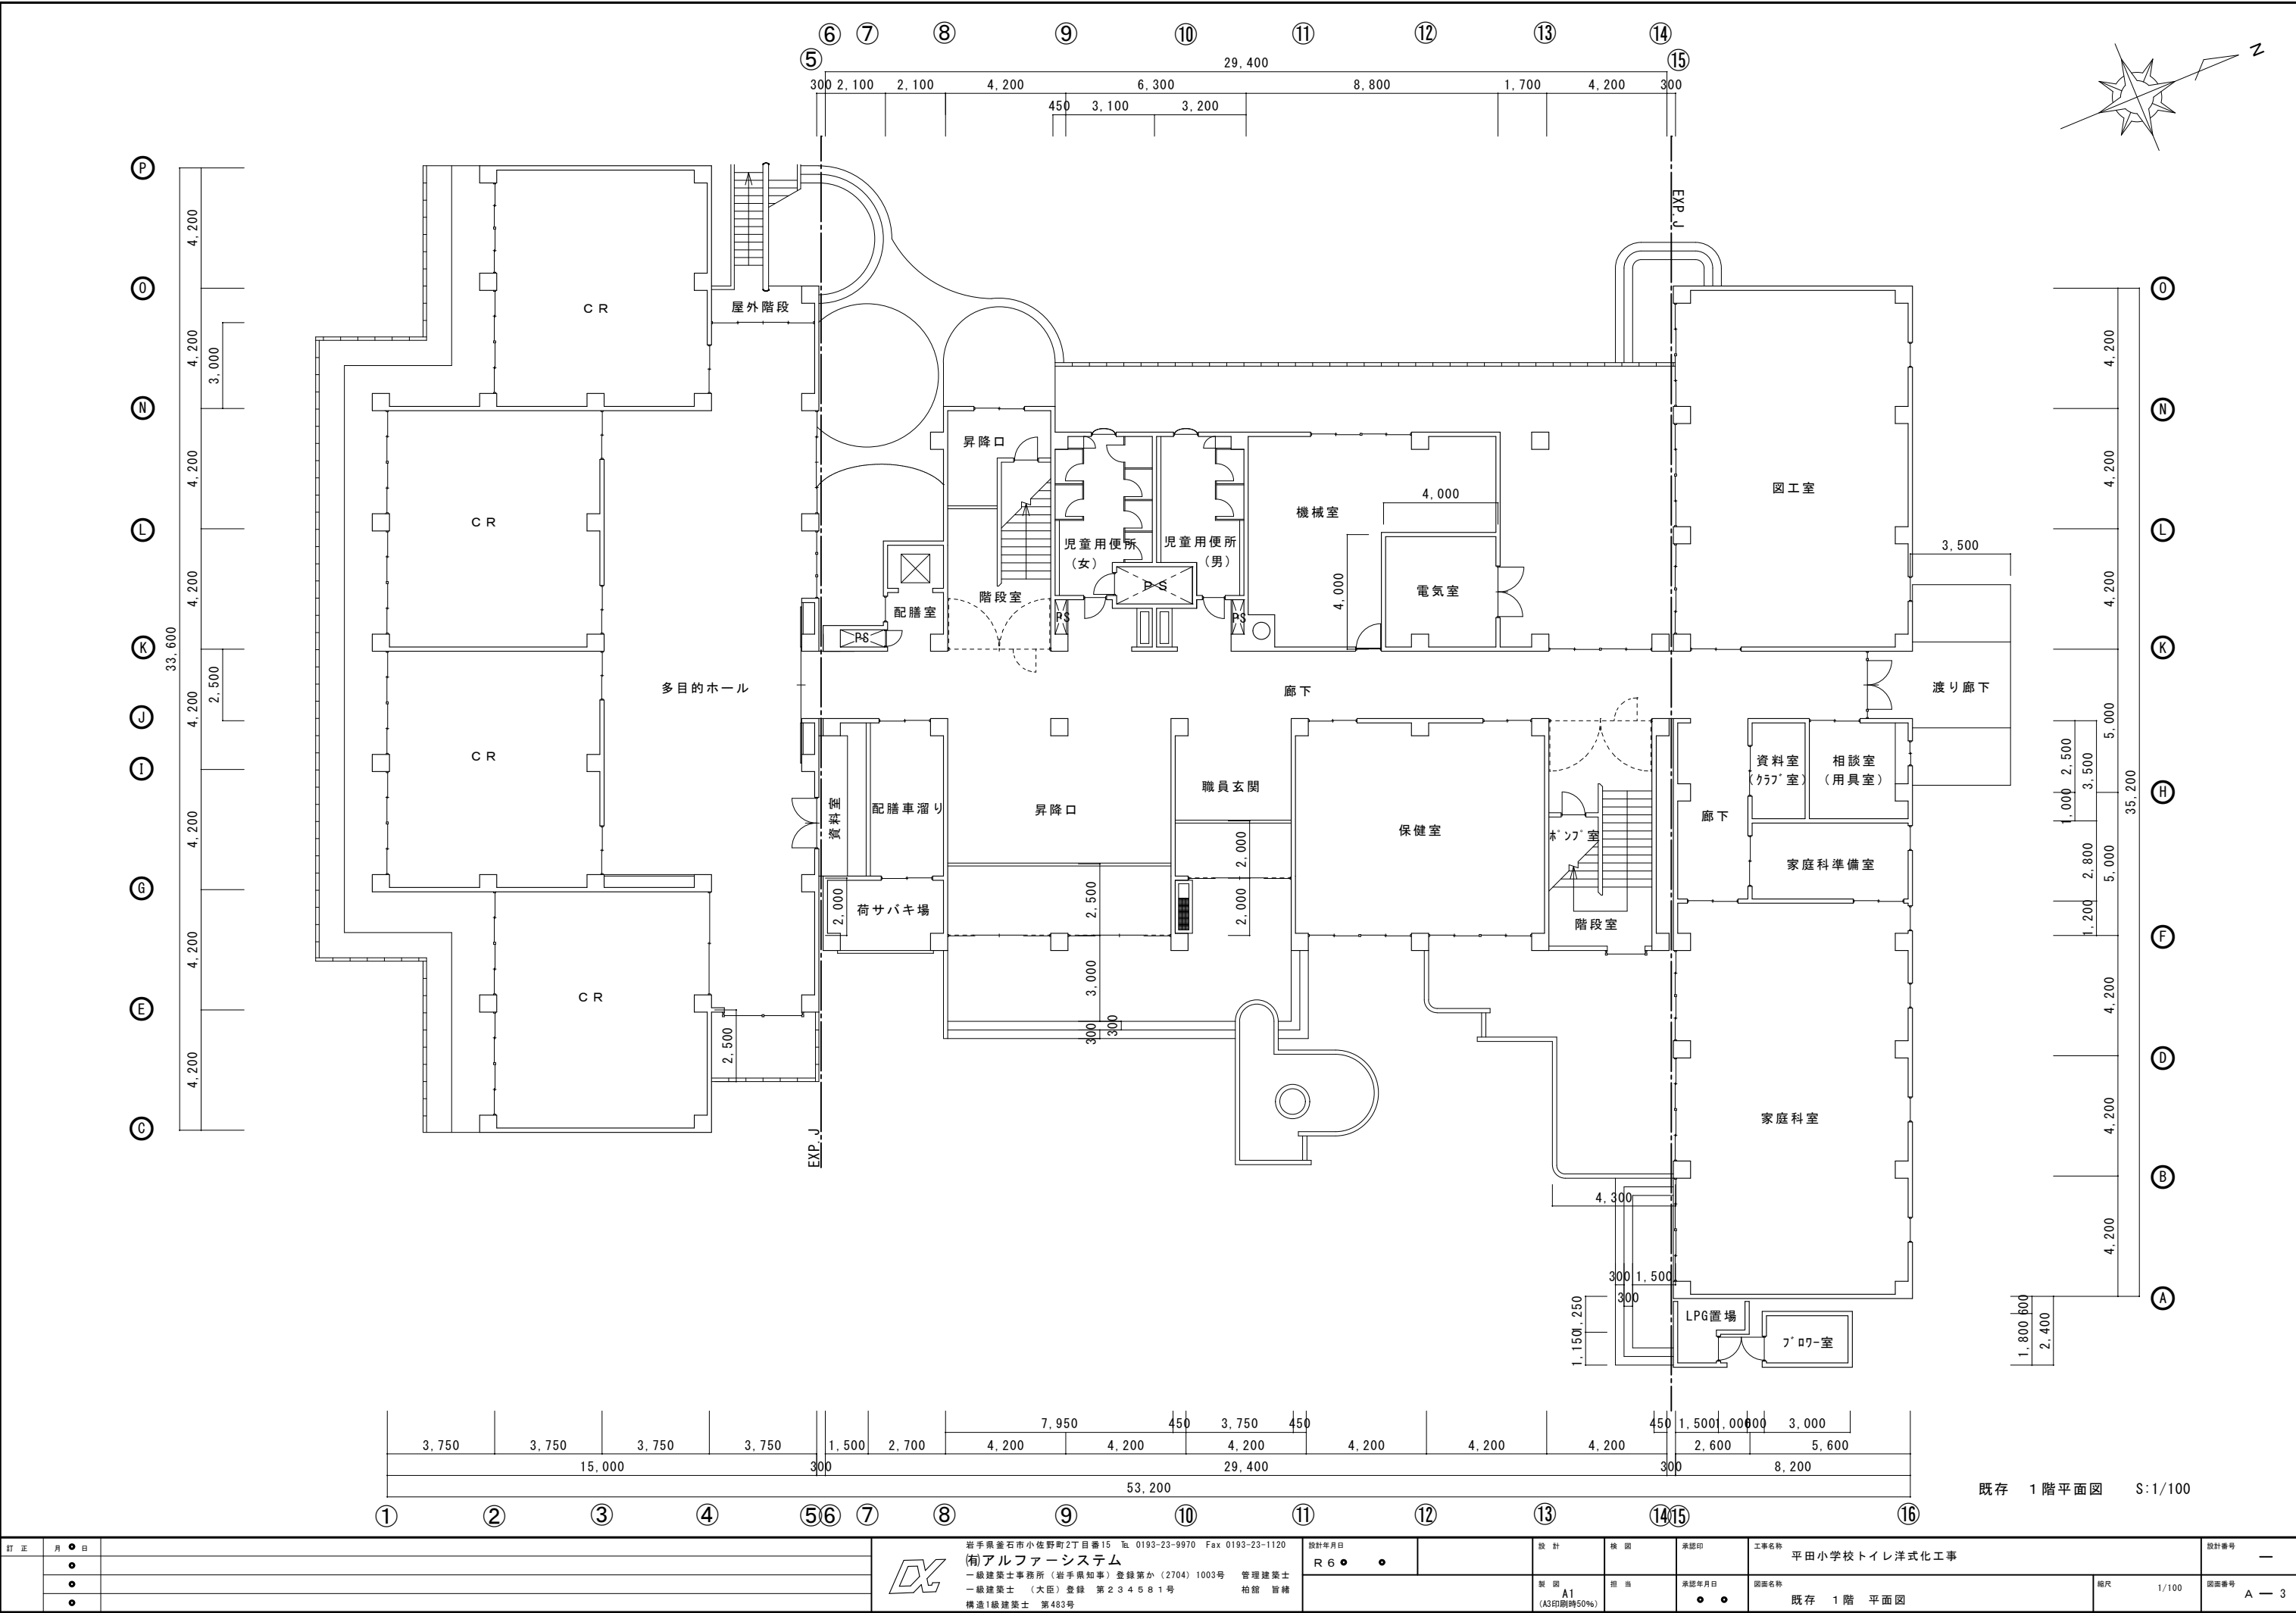 ⑥ ⑦ ⑧ ⑨ ⑩ ⑪ ⑫ ⑬ ⑭
⑤ ⑮
29,400
300 2,100 2,100 4,200 6,300 8,800 1,700 4,200 300
450 3,100 3,200
N
EXP.J
EXP.J
P
O
N
L
K
J
I
G
E
C
4,200
4,200
4,200
4,200
4,200
4,200
4,200
4,200
3,000
2,500
33,600
O
N
L
K
H
F
D
B
A
4,200
4,200
4,200
5,000
5,000
4,200
4,200
4,200
35,200
2,500
1,000
3,500
2,800
1,200
3,500
CR
屋外階段
CR
CR
CR
多目的ホール
2,500
昇降口
階段室
配膳室
PS
児童用便所
(女)
児童用便所
(男)
PS
PS
PS
機械室
4,000
4,000
電気室
図工室
廊下
渡り廊下
資料室
配膳車溜り
荷サバキ場
2,000
昇降口
職員玄関
2,000
2,000
2,500
3,000
300
300
保健室
ポンプ室
階段室
廊下
資料室
(クラブ室)
相談室
(用具室)
家庭科準備室
家庭科室
4,300
300 1,500
300
1,250
1,150
LPG置場
ブロワー室
600
1,800
2,400
7,950 450 3,750 450 450 1,500 1,000 600 3,000
3,750 3,750 3,750 3,750 1,500 2,700 4,200 4,200 4,200 4,200 4,200 4,200 2,600 5,600
15,000 300 29,400 300 8,200
53,200
① ② ③ ④ ⑤ ⑥ ⑦ ⑧ ⑨ ⑩ ⑪ ⑫ ⑬ ⑭ ⑮ ⑯
既存 1階平面図 S:1/100
訂正 月 日
岩手県釜石市小佐野町2丁目番15 ℡ 0193-23-9970 Fax 0193-23-1120
㈲アルファーシステム
一級建築士事務所(岩手県知事)登録第か(2704)1003号 管理建築士
一級建築士 (大臣)登録 第234581号 柏舘 旨緒
構造1級建築士 第483号
設計年月日
R6
設計
検図
承認印
製図
A1
(A3印刷時50%)
担当
承認年月日
工事名称
平田小学校トイレ洋式化工事
図面名称
既存 1階 平面図
縮尺
1/100
設計番号
—
図面番号
A — 3